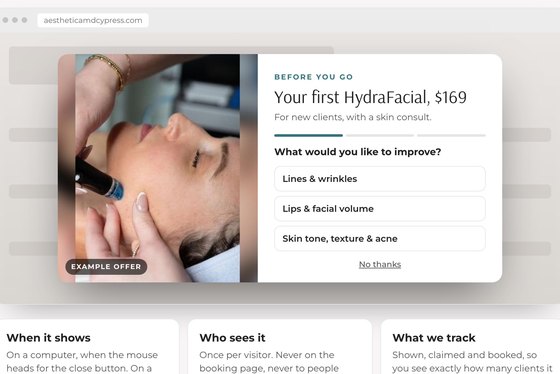 aestheticamdcypress.com
BEFORE YOU GO
Your first HydraFacial, $169
For new clients, with a skin consult.
What would you like to improve?
Lines & wrinkles
Lips & facial volume
Skin tone, texture & acne
No thanks
EXAMPLE OFFER
When it shows
On a computer, when the mouse
heads for the close button. On a
Who sees it
Once per visitor. Never on the
booking page, never to people
What we track
Shown, claimed and booked, so
you see exactly how many clients it